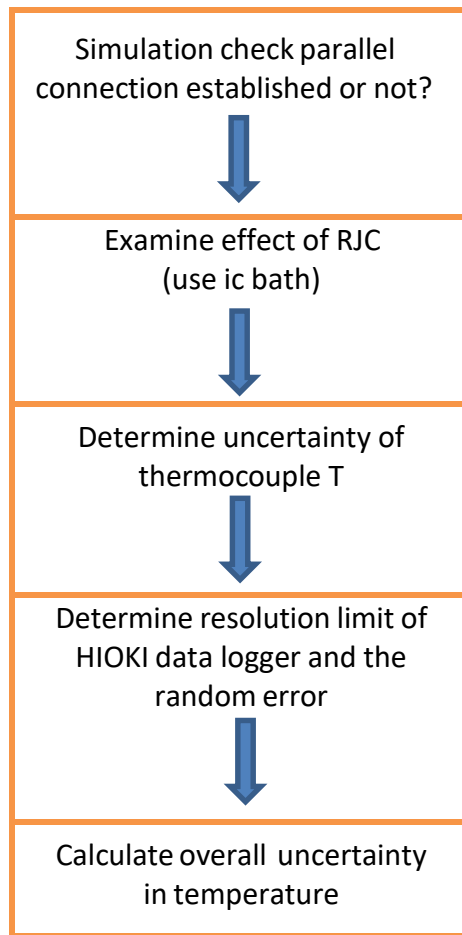 Simulation check parallel
connection established or not?
Examine effect of RJC
(use ic bath)
Determine uncertainty of
thermocouple T
Determine resolution limit of
HIOKI data logger and the
random error
Calculate overall uncertainty
in temperature